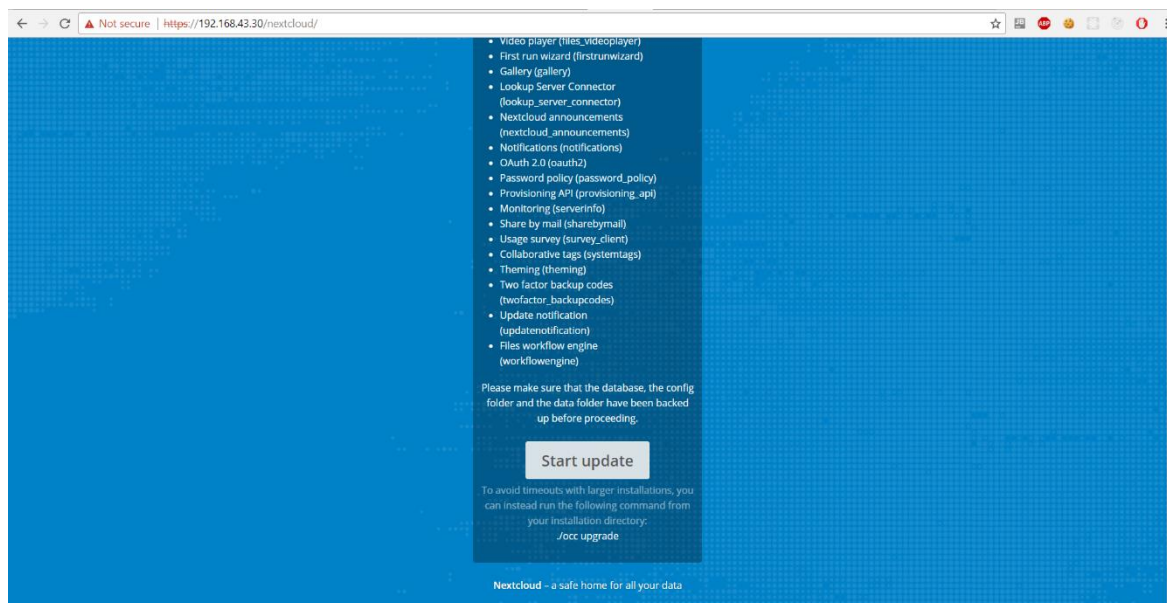 Not secure | https://192.168.43.30/nextcloud/
Video player (files_videoplayer)
First run wizard (firstrunwizard)
Gallery (gallery)
Lookup Server Connector
(lookup_server_connector)
Nextcloud announcements
(nextcloud_announcements)
Notifications (notifications)
OAuth 2.0 (oauth2)
Password policy (password_policy)
Provisioning API (provisioning_api)
Monitoring (serverinfo)
Share by mail (sharebymail)
Usage survey (survey_client)
Collaborative tags (systemtags)
Theming (theming)
Two factor backup codes
(twofactor_backupcodes)
Update notification
(updatenotification)
Files workflow engine
(workflowengine)
Please make sure that the database, the config
folder and the data folder have been backed
up before proceeding.
Start update
To avoid timeouts with larger installations, you
can instead run the following command from
your installation directory:
./occ upgrade
Nextcloud – a safe home for all your data